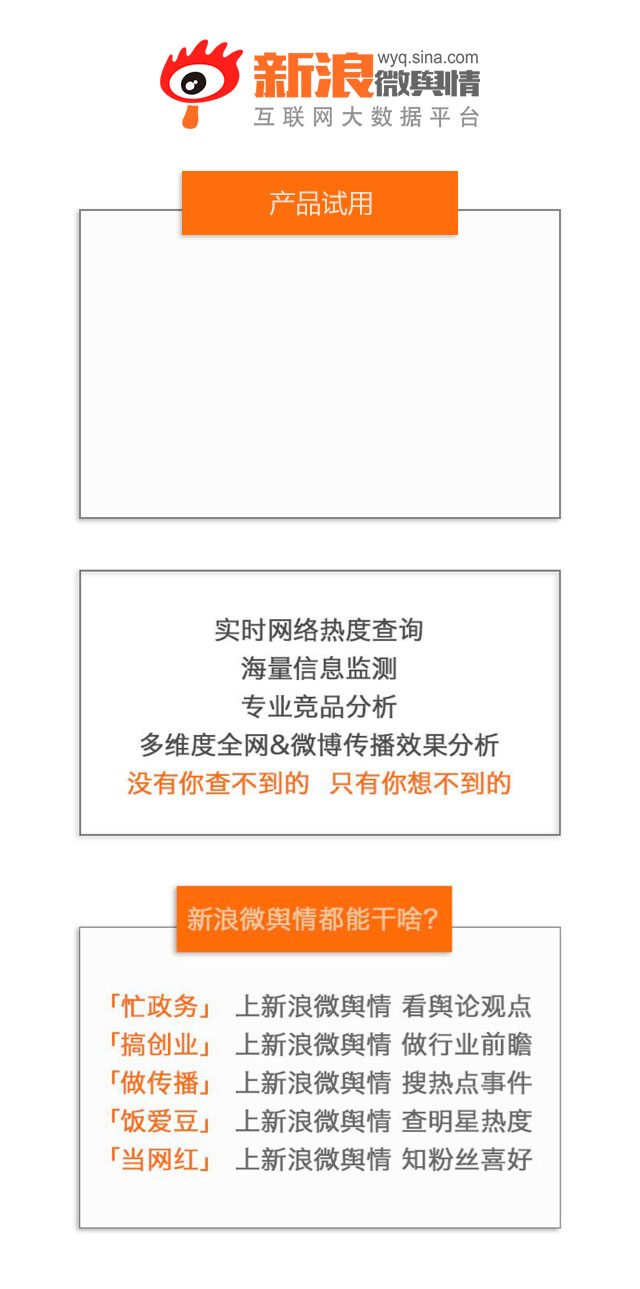 新浪微舆情
wyq.sina.com
互联网大数据平台
产品试用
实时网络热度查询
海量信息监测
专业竞品分析
多维度全网&微博传播效果分析
没有你查不到的 只有你想不到的
新浪微舆情都能干啥?
「忙政务」 上新浪微舆情 看舆论观点
「搞创业」 上新浪微舆情 做行业前瞻
「做传播」 上新浪微舆情 搜热点事件
「饭爱豆」 上新浪微舆情 查明星热度
「当网红」 上新浪微舆情 知粉丝喜好